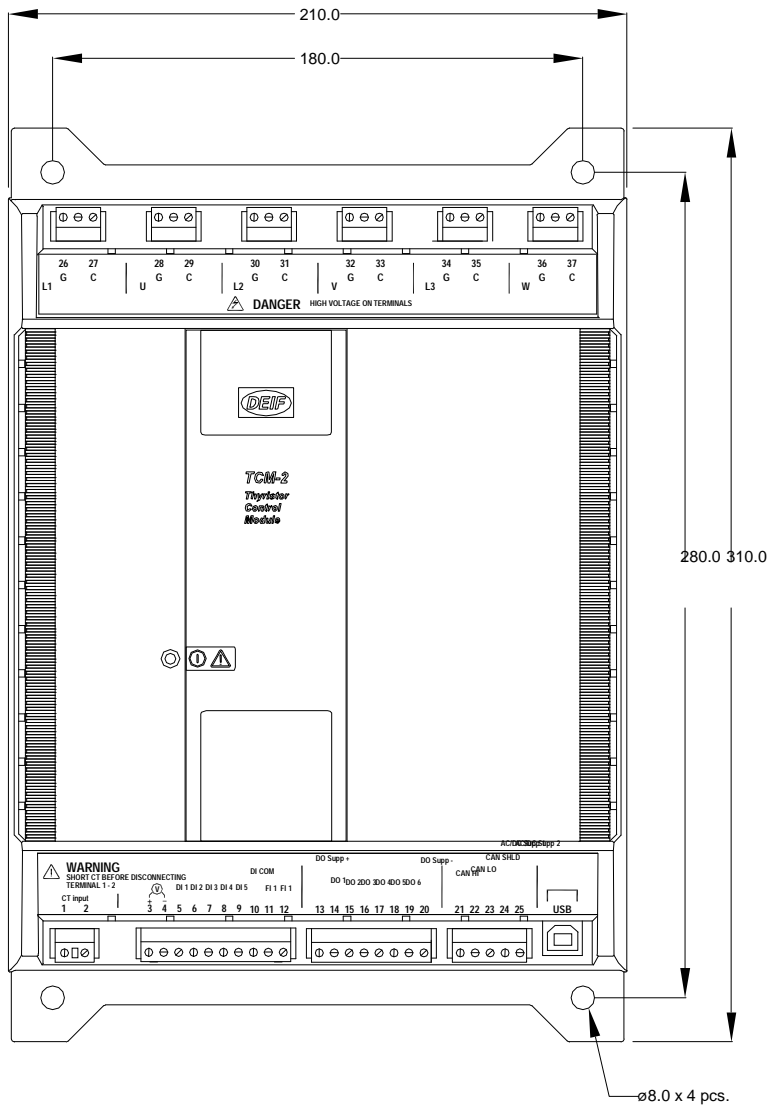 210.0
180.0
26 27 28 29 30 31 32 33 34 35 36 37
G C G C G C G C G C G C
L1 U L2 V L3 W
DANGER HIGH VOLTAGE ON TERMINALS
DEIF
TCM-2
Thyristor
Control
Module
280.0 310.0
WARNING
SHORT CT BEFORE DISCONNECTING
TERMINAL 1 - 2
CT input
V
+ -
DI 1 DI 2 DI 3 DI 4 DI 5
DI COM
FI 1 FI 1
DO Supp +
DO 1 DO 2 DO 3 DO 4 DO 5 DO 6
DO Supp -
CAN HI
CAN LO
CAN SHLD
Supp 2
1 2 3 4 5 6 7 8 9 10 11 12 13 14 15 16 17 18 19 20 21 22 23 24 25 USB
ø8.0 x 4 pcs.